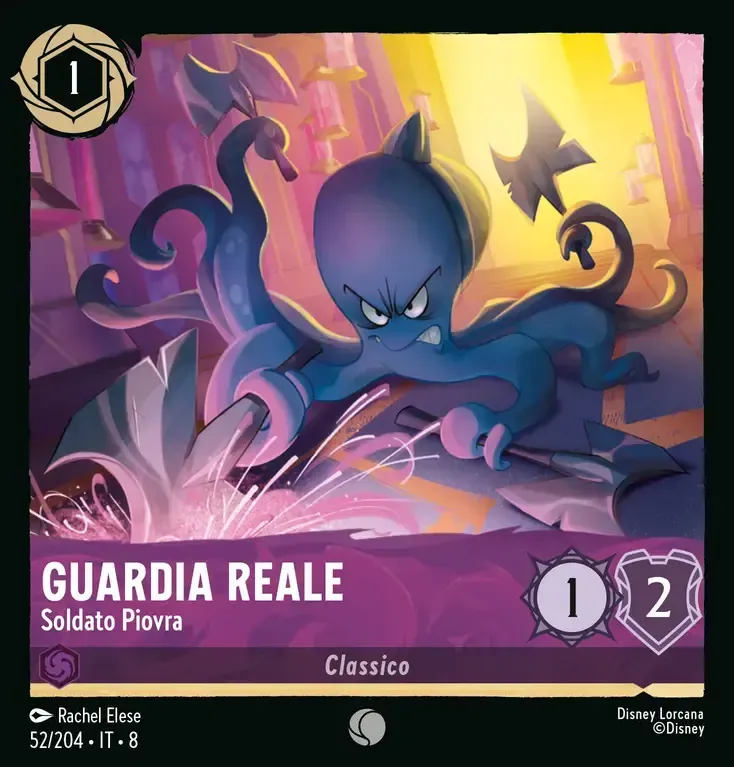 1
GUARDIA REALE
Soldato Piovra
1
2
Classico
Rachel Elese
Disney Lorcana
52/204 • IT • 8
©Disney